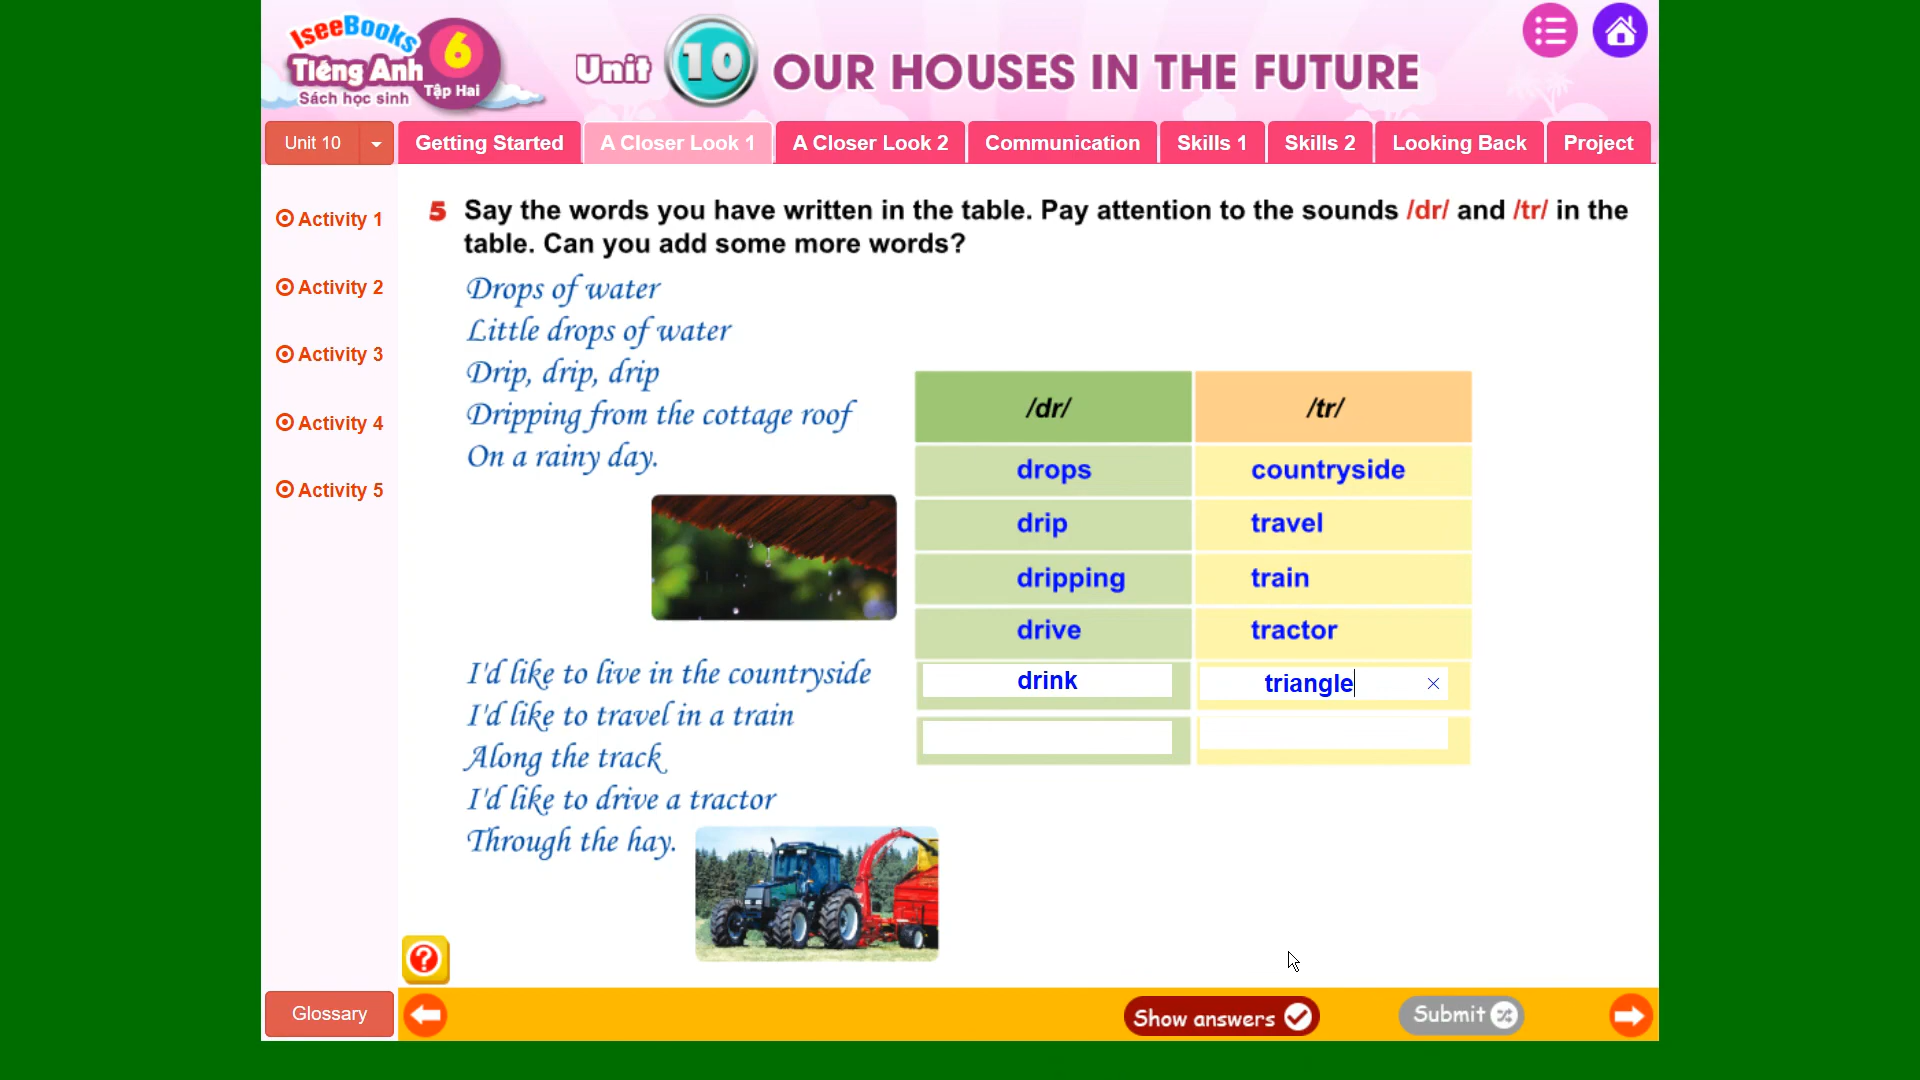 IseeBooks
Tiếng Anh 6
Sách học sinh Tập Hai
Unit 10 OUR HOUSES IN THE FUTURE
Unit 10
Getting Started
A Closer Look 1
A Closer Look 2
Communication
Skills 1
Skills 2
Looking Back
Project
Activity 1
Activity 2
Activity 3
Activity 4
Activity 5
5 Say the words you have written in the table. Pay attention to the sounds /dr/ and /tr/ in the
table. Can you add some more words?
Drops of water
Little drops of water
Drip, drip, drip
Dripping from the cottage roof
On a rainy day.
I'd like to live in the countryside
I'd like to travel in a train
Along the track
I'd like to drive a tractor
Through the hay.
/dr/ /tr/
drops countryside
drip travel
dripping train
drive tractor
drink triangle
?
Glossary
Show answers
Submit